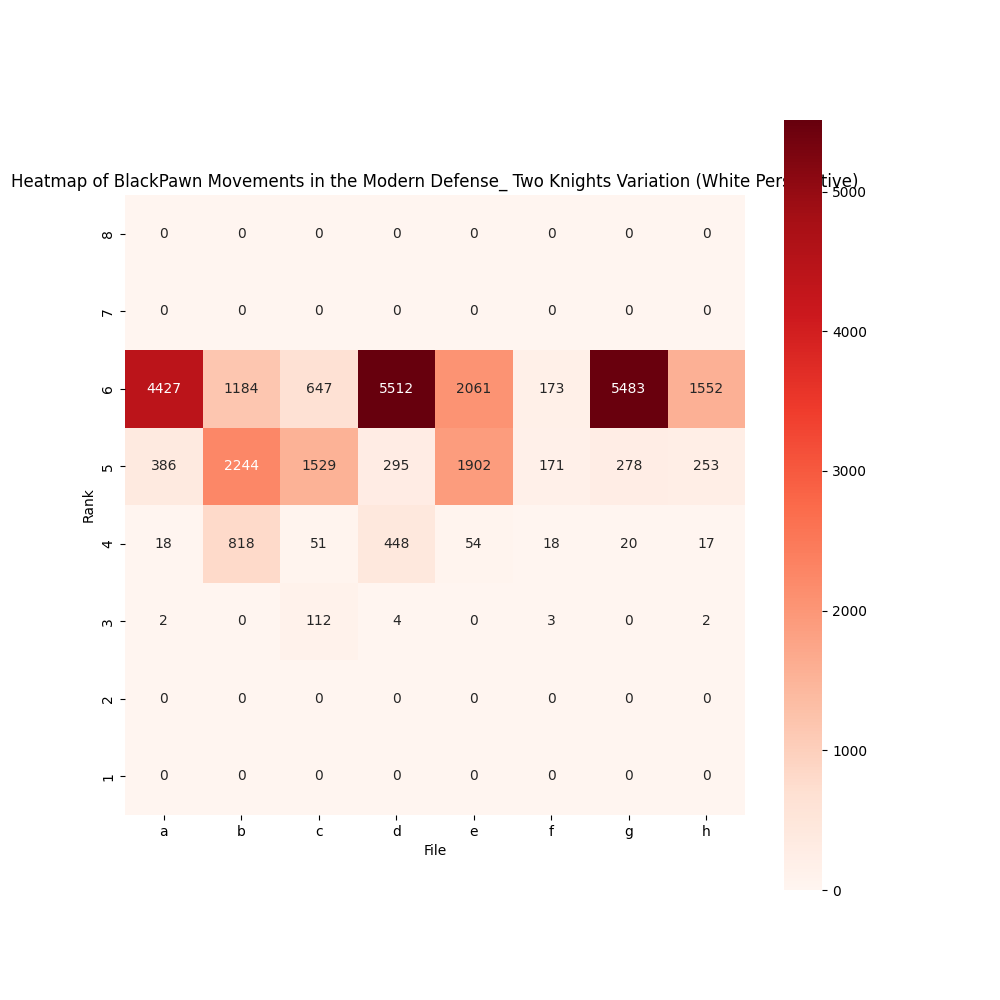 Heatmap of BlackPawn Movements in the Modern Defense_ Two Knights Variation (White Pers tive)
5000
4000
3000
2000
1000
0
Rank
8 0 0 0 0 0 0 0 0
7 0 0 0 0 0 0 0 0
6 4427 1184 647 5512 2061 173 5483 1552
5 386 2244 1529 295 1902 171 278 253
4 18 818 51 448 54 18 20 17
3 2 0 112 4 0 3 0 2
2 0 0 0 0 0 0 0 0
1 0 0 0 0 0 0 0 0
a b c d e f g h
File